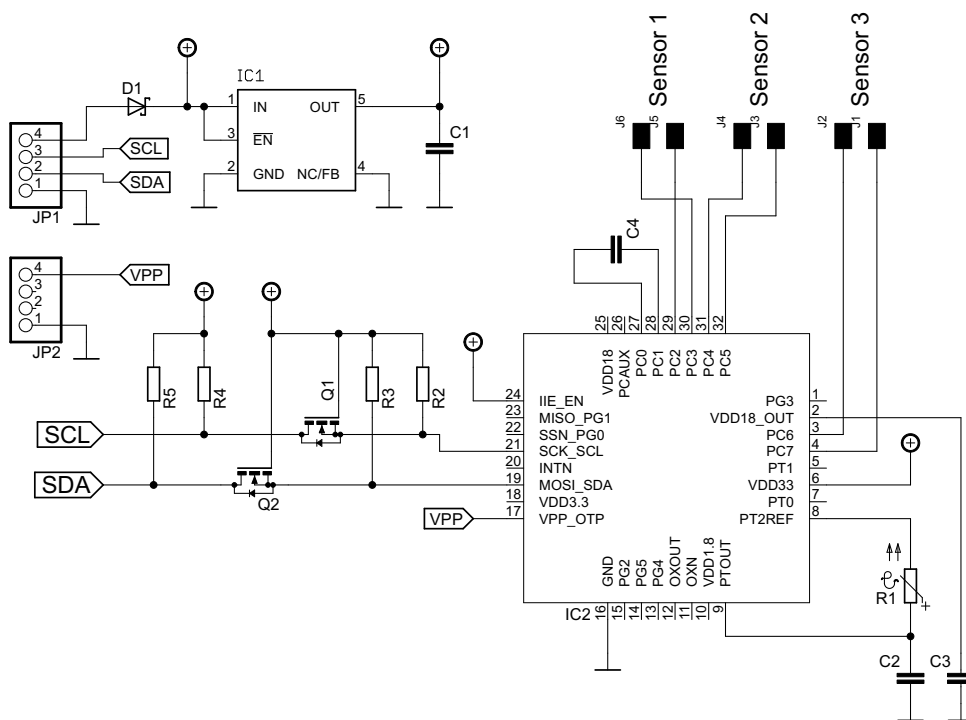 Sensor 1
Sensor 2
Sensor 3
J6
J5
J4
J3
J2
J1
D1
IC1
1 IN OUT 5
3 EN
2 GND NC/FB 4
C1
4
3 SCL
2 SDA
1
JP1
4 VPP
3
2
1
JP2
C4
R5
R4
Q1
R3
R2
Q2
SCL
SDA
VPP
25 26 27 28 29 30 31 32
VDD18
PCAUX
PC0
PC1
PC2
PC3
PC4
PC5
24 IIE_EN
23 MISO_PG1
22 SSN_PG0
21 SCK_SCL
20 INTN
19 MOSI_SDA
18 VDD3.3
17 VPP_OTP
PG3 1
VDD18_OUT 2
PC6 3
PC7 4
PT1 5
VDD33 6
PT0 7
PT2REF 8
GND
PG2
PG5
PG4
OXOUT
OXN
VDD1.8
PTOUT
IC2
16 15 14 13 12 11 10 9
R1
+
C2
C3